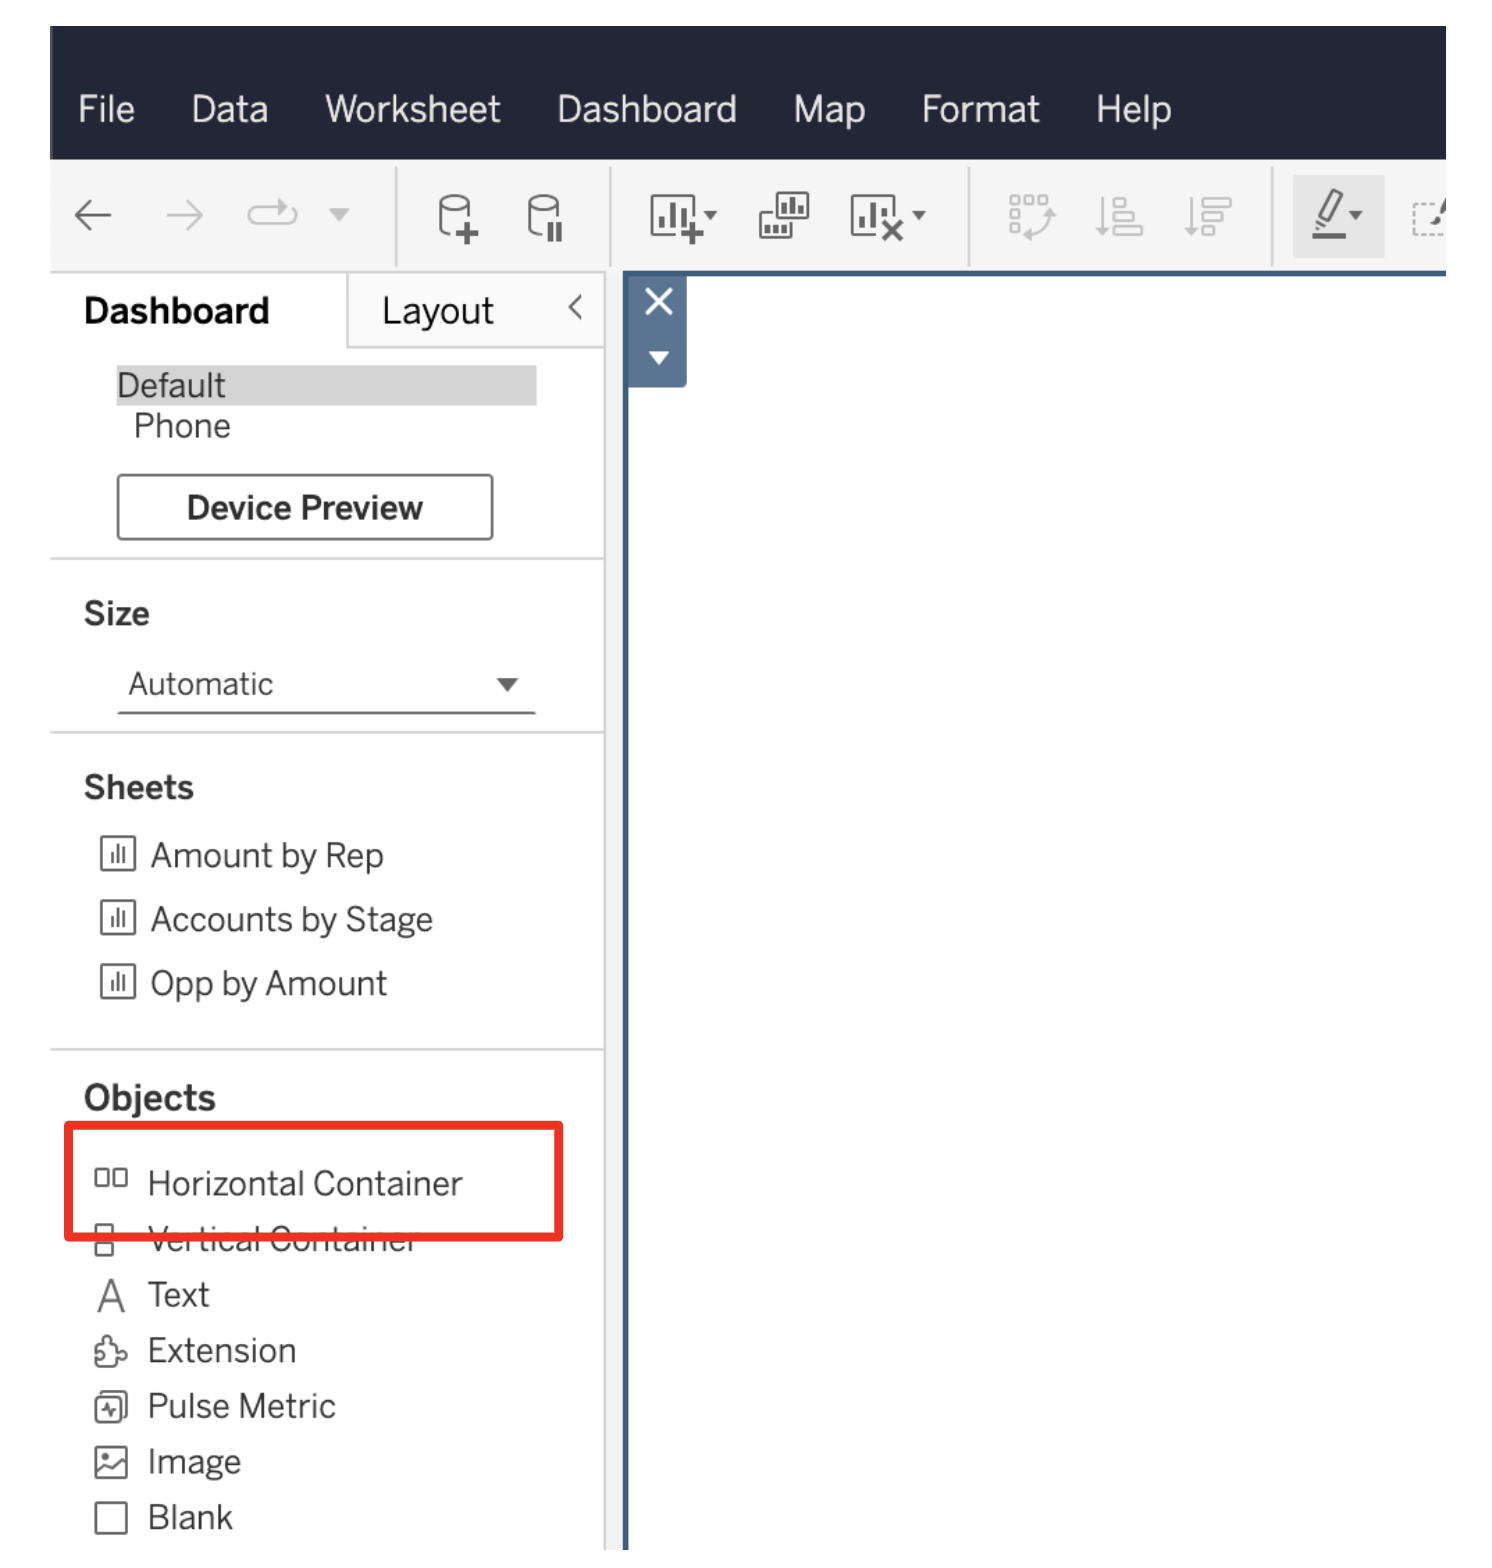 File Data Worksheet Dashboard Map Format Help
Dashboard Layout
Default
Phone
Device Preview
Size
Automatic
Sheets
Amount by Rep
Accounts by Stage
Opp by Amount
Objects
Horizontal Container
Vertical Container
Text
Extension
Pulse Metric
Image
Blank